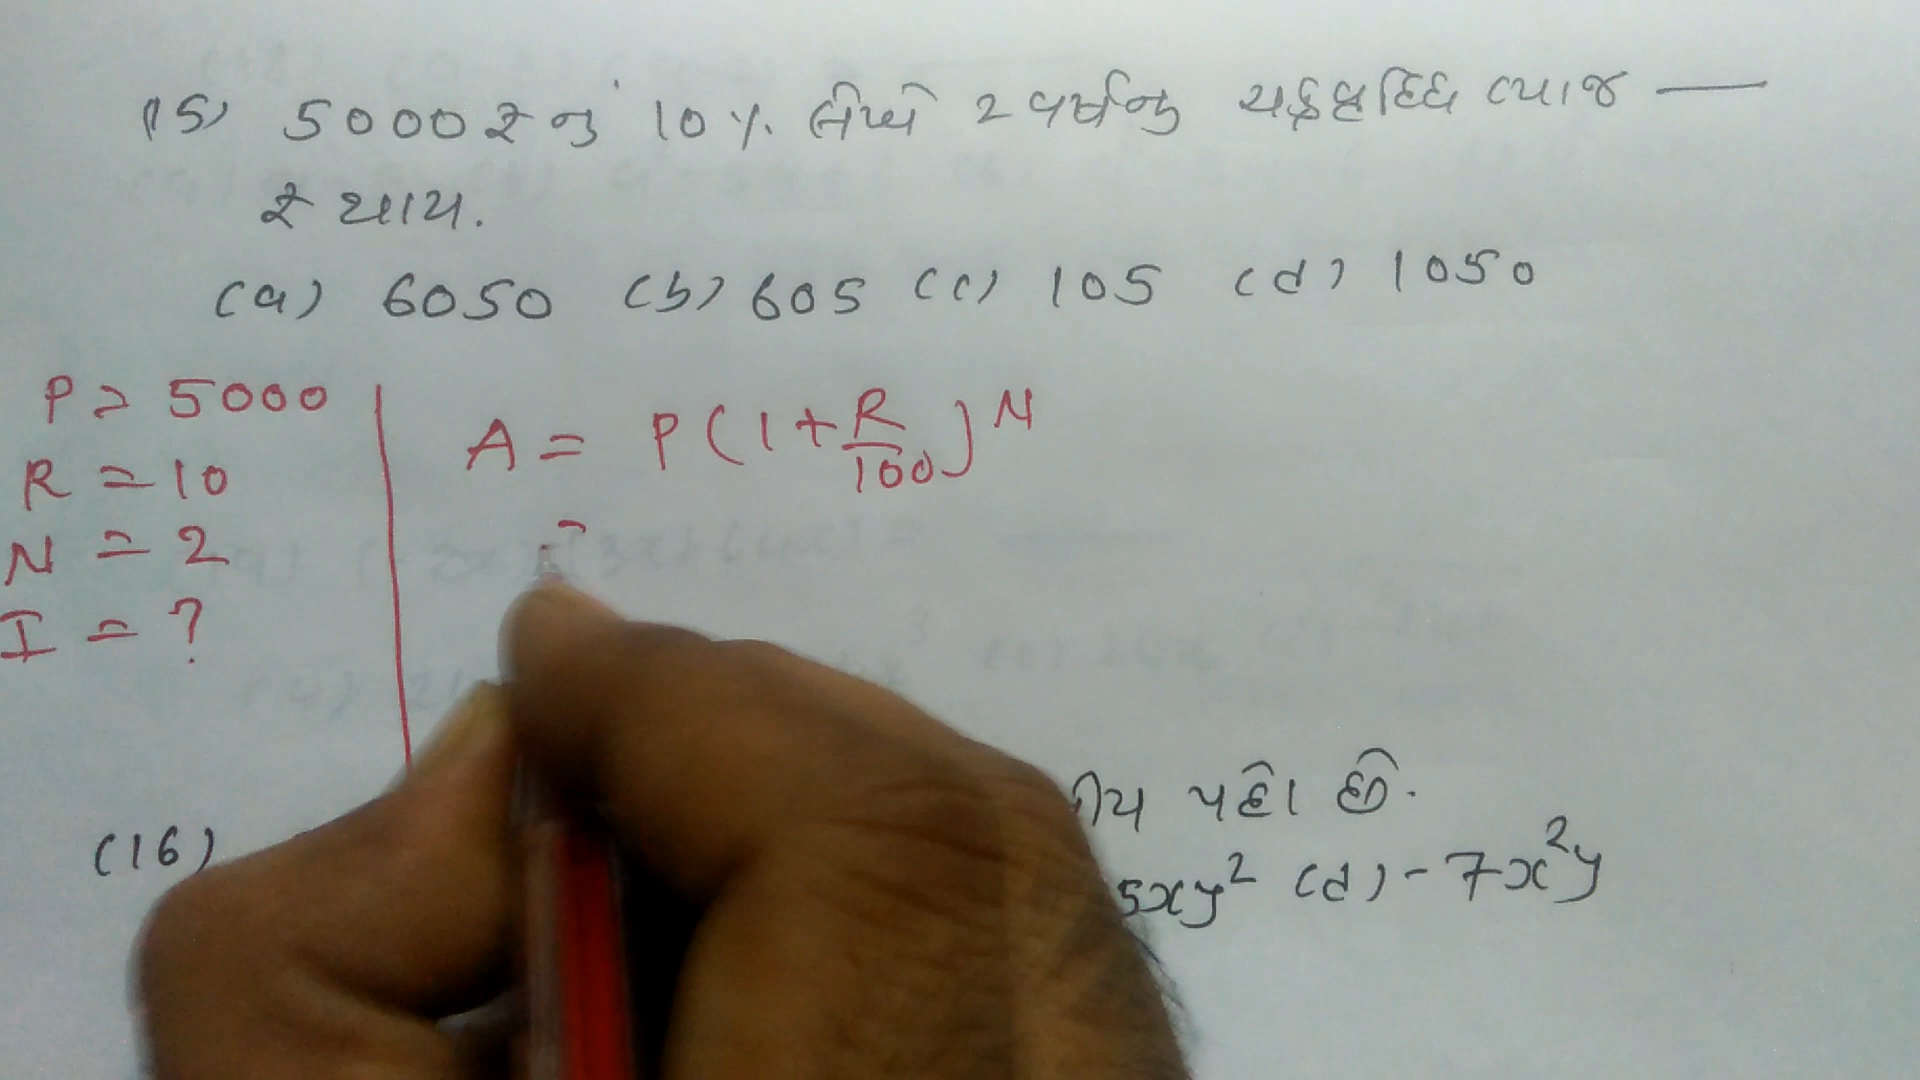 (15) 5000 ₹ નું 10 % લેખે 2 વર્ષનું ચક્રવૃદ્ધિ વ્યાજ —
₹ થાય.
(a) 6050 (b) 605 (c) 105 (d) 1050
P = 5000
R = 10
N = 2
I = ?
A = P(1+R/100)^N
=
(16)
પદો છે.
5xy² (d) -7x²y